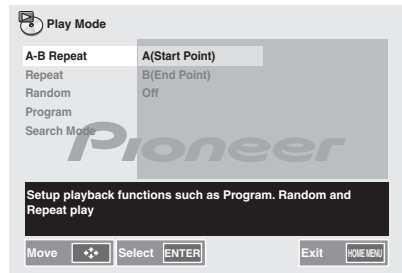 Play Mode
A-B Repeat A(Start Point)
Repeat B(End Point)
Random Off
Program
Search Mode
Pioneer
Setup playback functions such as Program. Random and
Repeat play
Move Select ENTER Exit HOME MENU